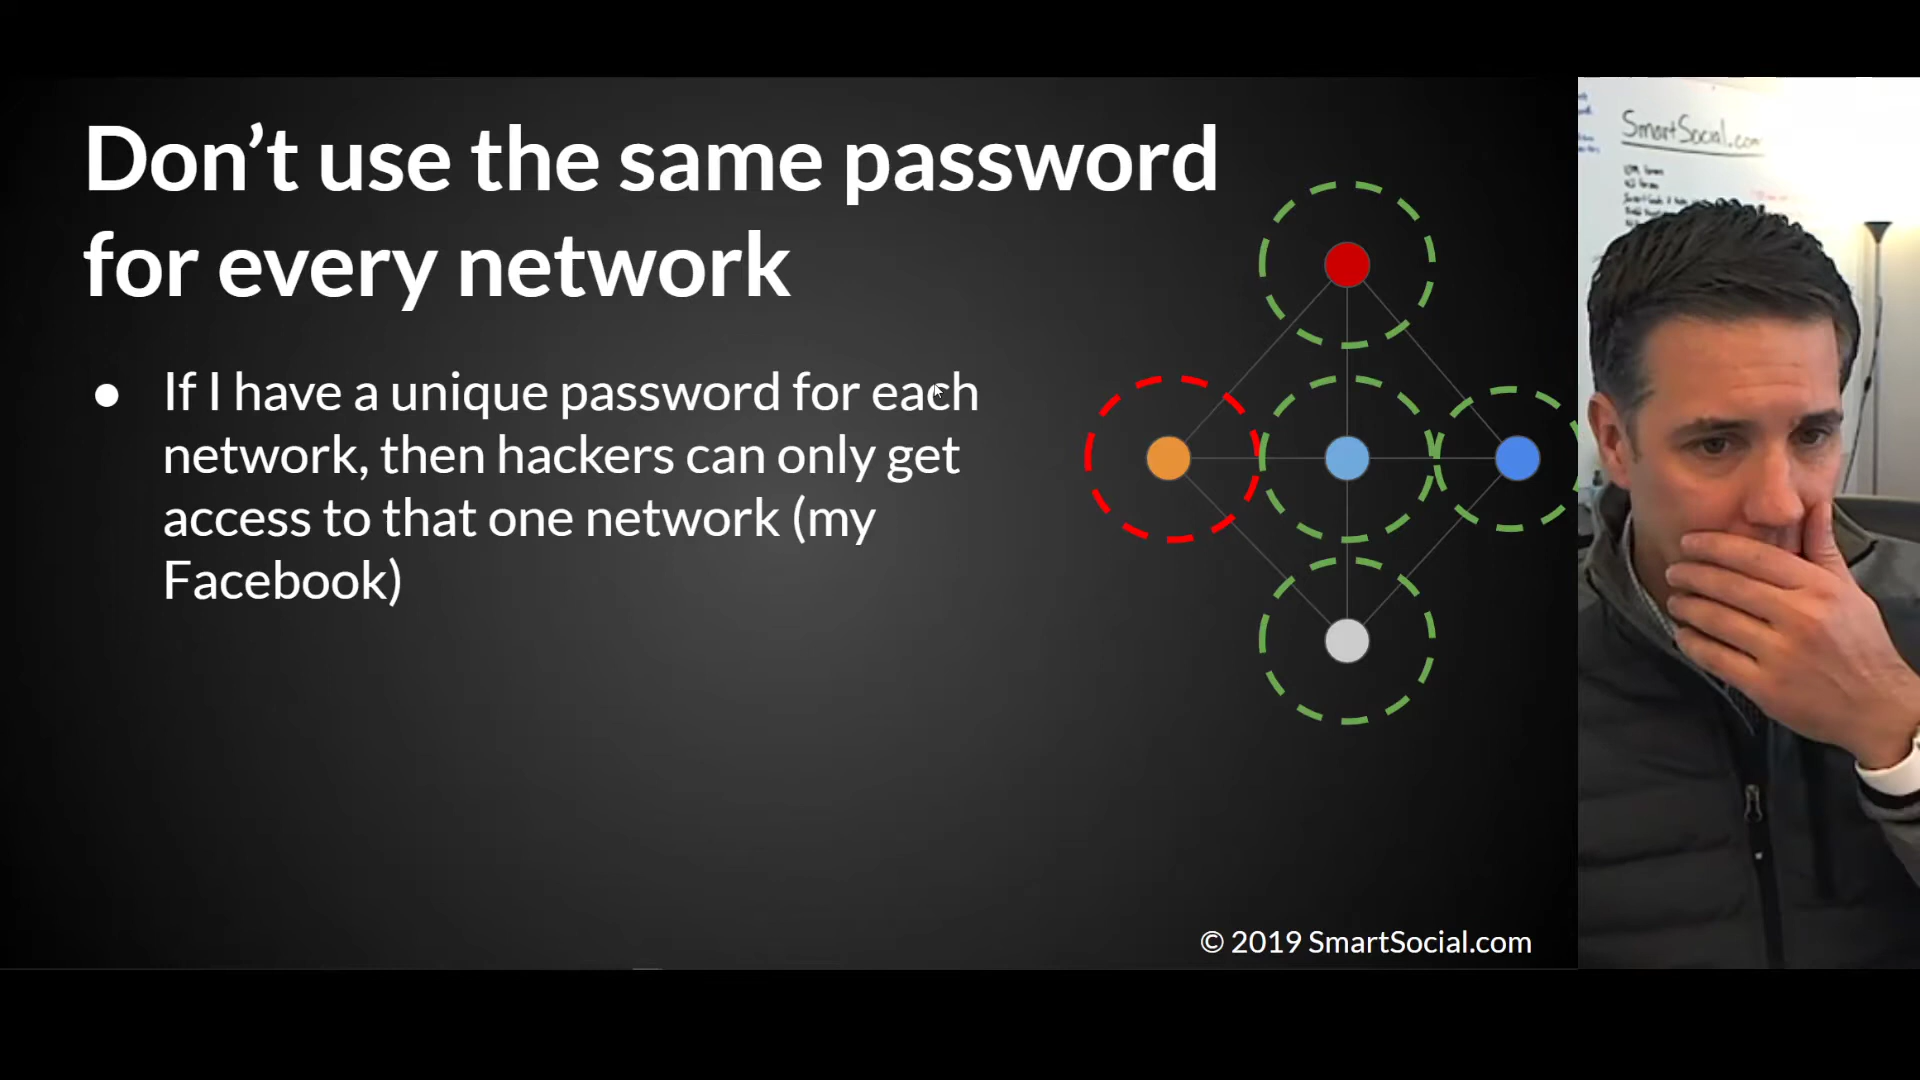 Don't use the same password
for every network
● If I have a unique password for each
network, then hackers can only get
access to that one network (my
Facebook)
© 2019 SmartSocial.com
SmartSocial.com